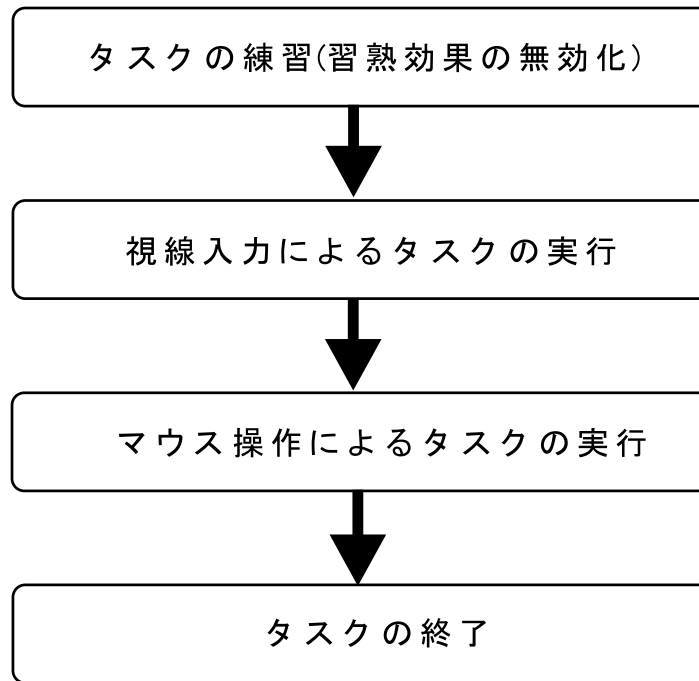 タスクの練習(習熟効果の無効化)
視線入力によるタスクの実行
マウス操作によるタスクの実行
タスクの終了